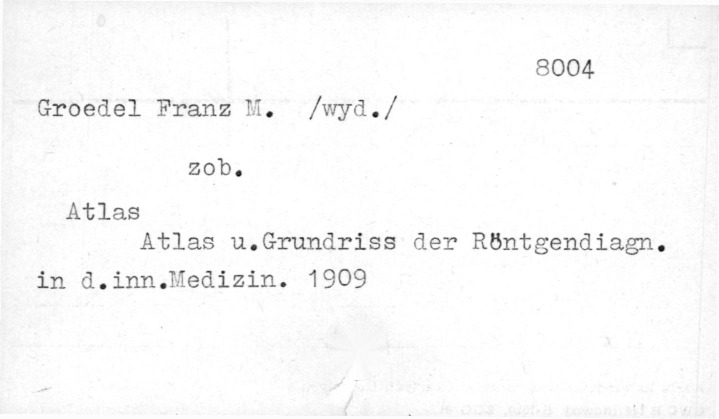 8004
Groedel Franz M. /wyd./
zob.
Atlas
Atlas u.Grundriss der Röntgendiagn.
in d.inn.Medizin. 1909